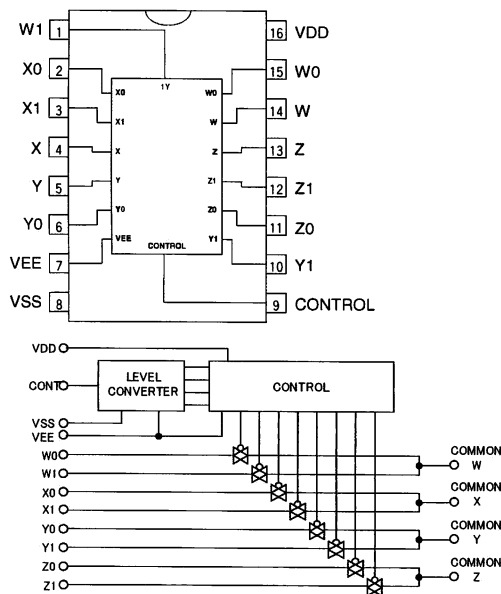 W1 1 16 VDD
X0 2 15 W0
X1 3 14 W
X 4 13 Z
Y 5 12 Z1
Y0 6 11 Z0
VEE 7 10 Y1
VSS 8 9 CONTROL
1Y
X0 W0
X1 W
X Z
Y Z1
Y0 Z0
VEE Y1
CONTROL
VDD
CONT
LEVEL
CONVERTER
CONTROL
VSS
VEE
W0
W1
X0
X1
Y0
Y1
Z0
Z1
COMMON
W
COMMON
X
COMMON
Y
COMMON
Z